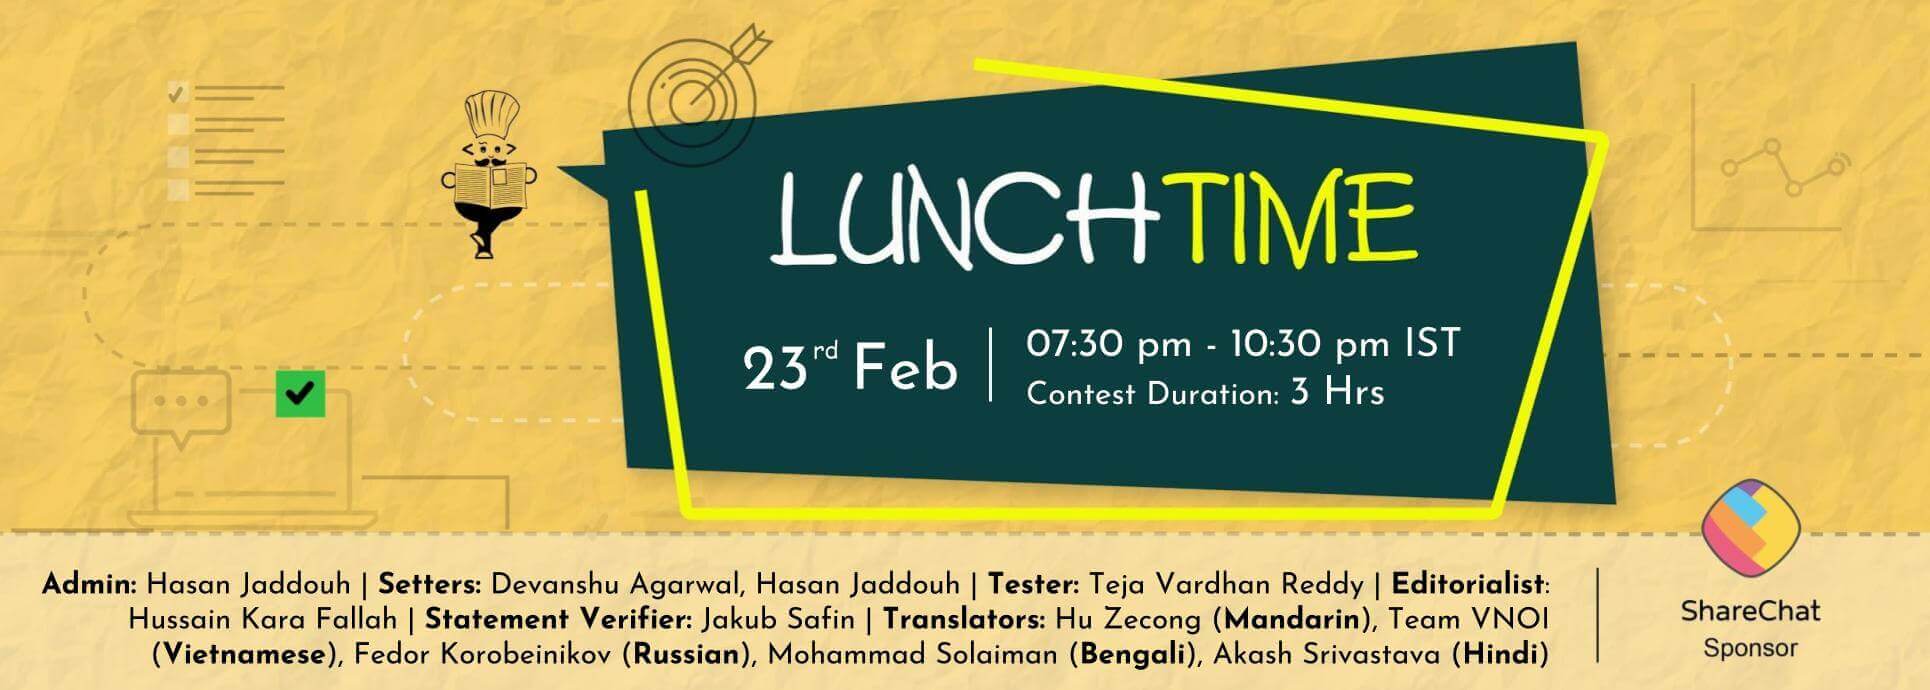 LUNCHTIME
23rd Feb
07:30 pm - 10:30 pm IST
Contest Duration: 3 Hrs
Admin: Hasan Jaddouh | Setters: Devanshu Agarwal, Hasan Jaddouh | Tester: Teja Vardhan Reddy | Editorialist:
Hussain Kara Fallah | Statement Verifier: Jakub Safin | Translators: Hu Zecong (Mandarin), Team VNOI
(Vietnamese), Fedor Korobeinikov (Russian), Mohammad Solaiman (Bengali), Akash Srivastava (Hindi)
ShareChat
Sponsor